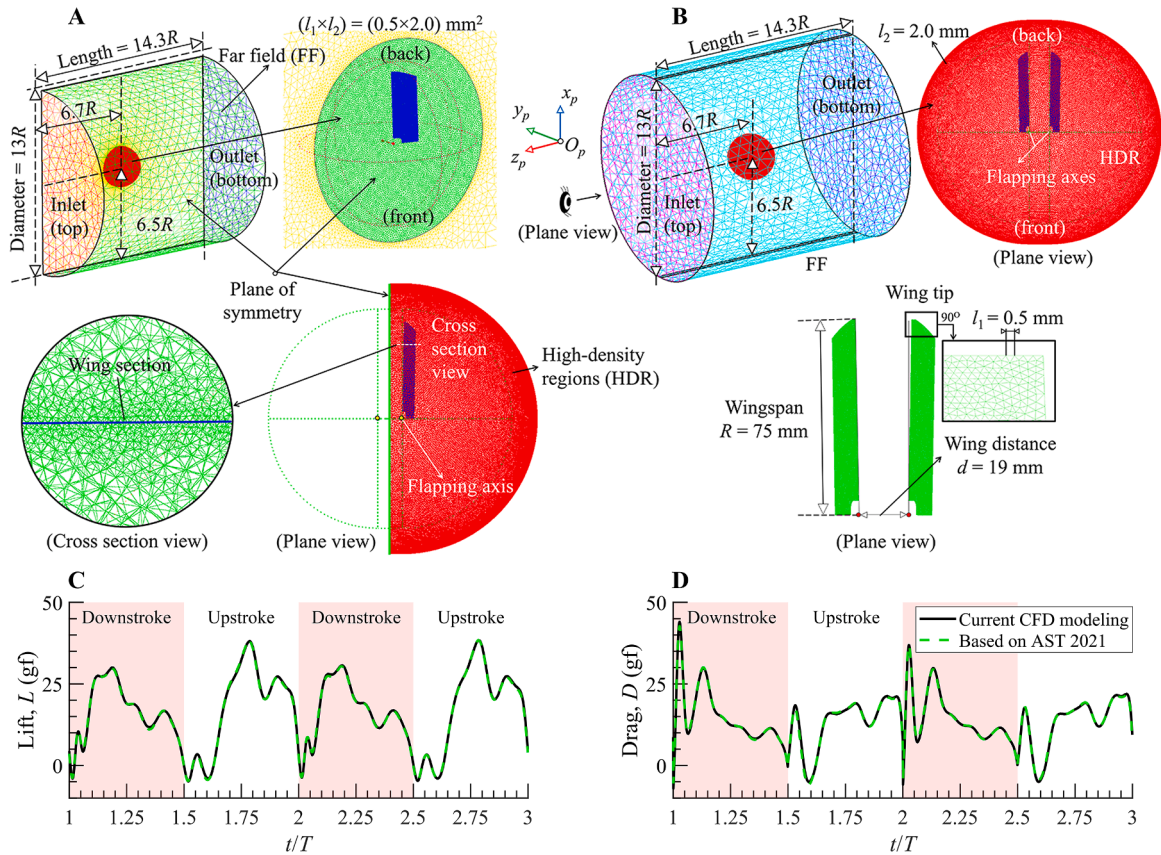 A
Length = 14.3R
Far field (FF)
6.7R
Diameter = 13R
Inlet
(top)
Outlet
(bottom)
6.5R
(l₁×l₂) = (0.5×2.0) mm²
(back)
(front)
Plane of
symmetry
Wing section
(Cross section view)
Cross
section
view
High-density
regions (HDR)
Flapping axis
(Plane view)
xₚ
yₚ
zₚ
Oₚ
(Plane view)
B
Length = 14.3R
6.7R
Diameter = 13R
Inlet
(top)
Outlet
(bottom)
6.5R
FF
l₂ = 2.0 mm
(back)
HDR
Flapping axes
(front)
(Plane view)
Wing tip
90°
l₁ = 0.5 mm
Wingspan
R = 75 mm
Wing distance
d = 19 mm
(Plane view)
C
50
25
0
Lift, L (gf)
Downstroke
Upstroke
Downstroke
Upstroke
1
1.25
1.5
1.75
2
2.25
2.5
2.75
3
t/T
D
50
25
0
Drag, D (gf)
Downstroke
Upstroke
Current CFD modeling
Based on AST 2021
1
1.25
1.5
1.75
2
2.25
2.5
2.75
3
t/T